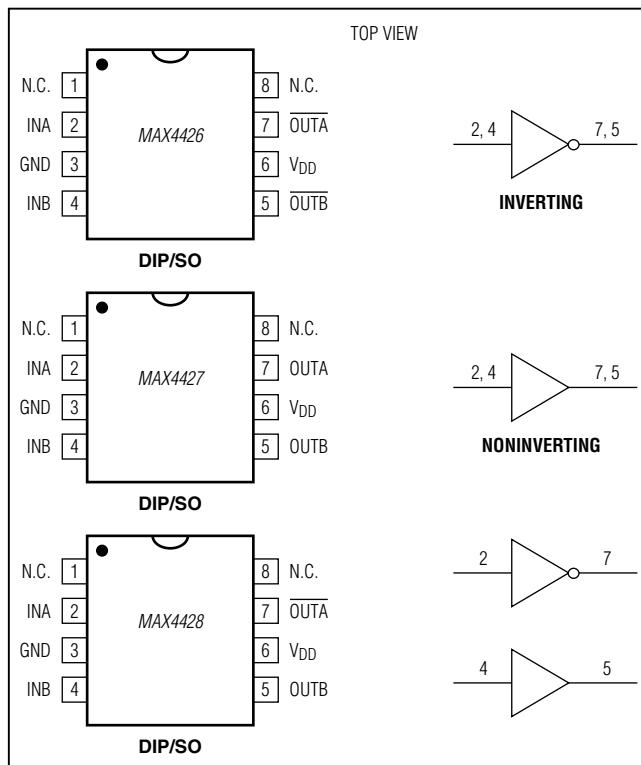 TOP VIEW
N.C. 1 8 N.C.
INA 2 MAX4426 7 O̅U̅T̅A̅
GND 3 6 VDD
INB 4 5 O̅U̅T̅B̅
DIP/SO
2, 4 7, 5
INVERTING
N.C. 1 8 N.C.
INA 2 MAX4427 7 OUTA
GND 3 6 VDD
INB 4 5 OUTB
DIP/SO
2, 4 7, 5
NONINVERTING
N.C. 1 8 N.C.
INA 2 MAX4428 7 O̅U̅T̅A̅
GND 3 6 VDD
INB 4 5 OUTB
DIP/SO
2 7
4 5